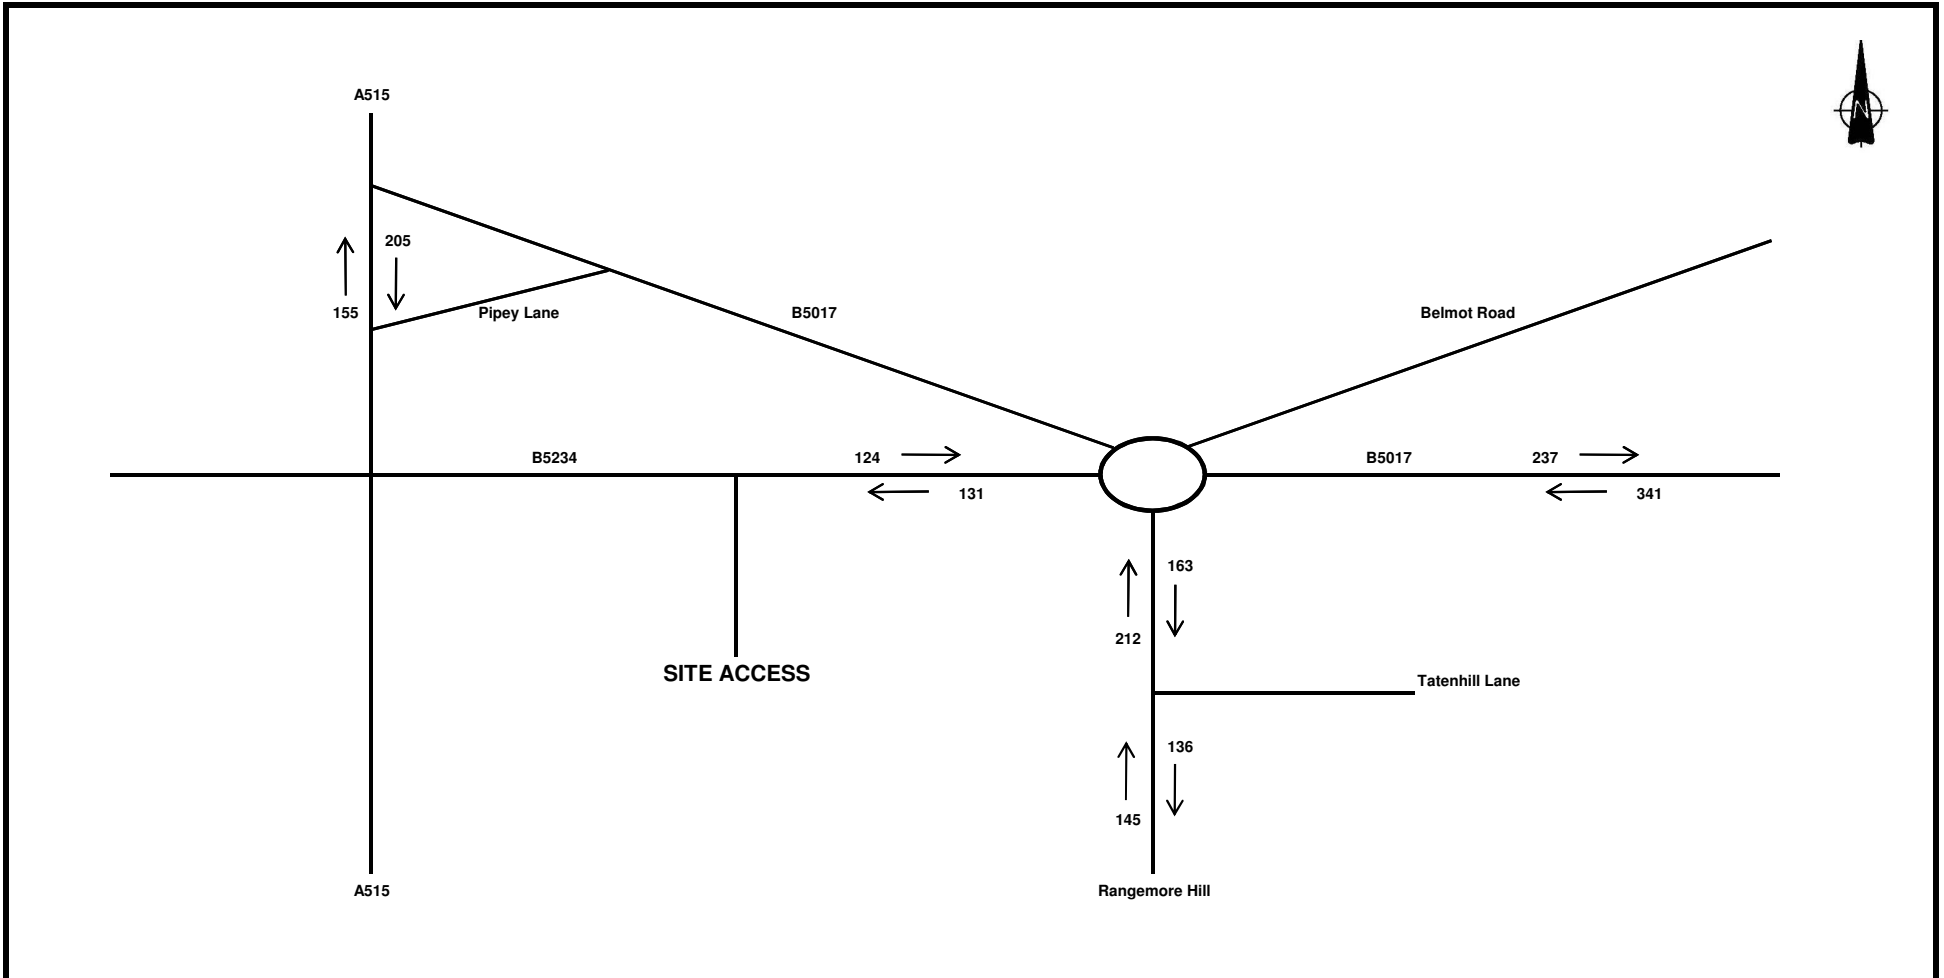 A515
N
205
155
Pipey Lane
B5017
Belmot Road
B5234
124
131
B5017
237
341
163
212
SITE ACCESS
Tatenhill Lane
136
145
A515
Rangemore Hill